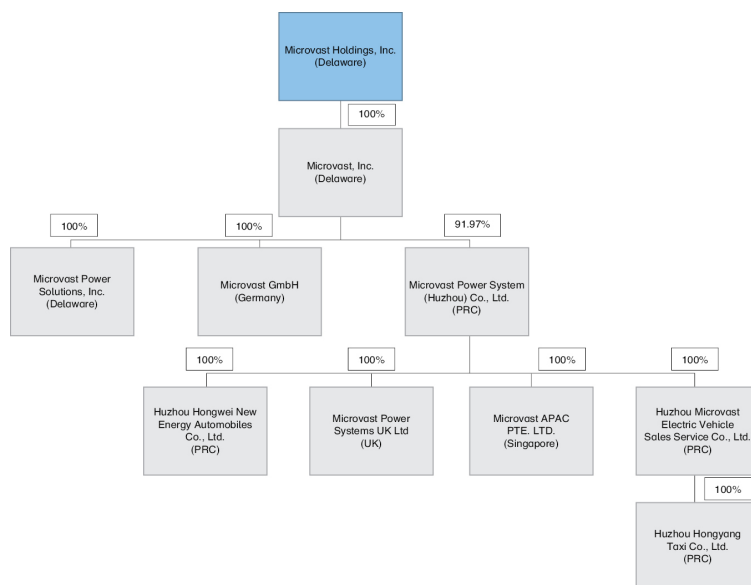 Microvast Holdings, Inc.
(Delaware)
100%
Microvast, Inc.
(Delaware)
100%
100%
91.97%
Microvast Power
Solutions, Inc.
(Delaware)
Microvast GmbH
(Germany)
Microvast Power System
(Huzhou) Co., Ltd.
(PRC)
100%
100%
100%
100%
Huzhou Hongwei New
Energy Automobiles
Co., Ltd.
(PRC)
Microvast Power
Systems UK Ltd
(UK)
Microvast APAC
PTE. LTD.
(Singapore)
Huzhou Microvast
Electric Vehicle
Sales Service Co., Ltd.
(PRC)
100%
Huzhou Hongyang
Taxi Co., Ltd.
(PRC)